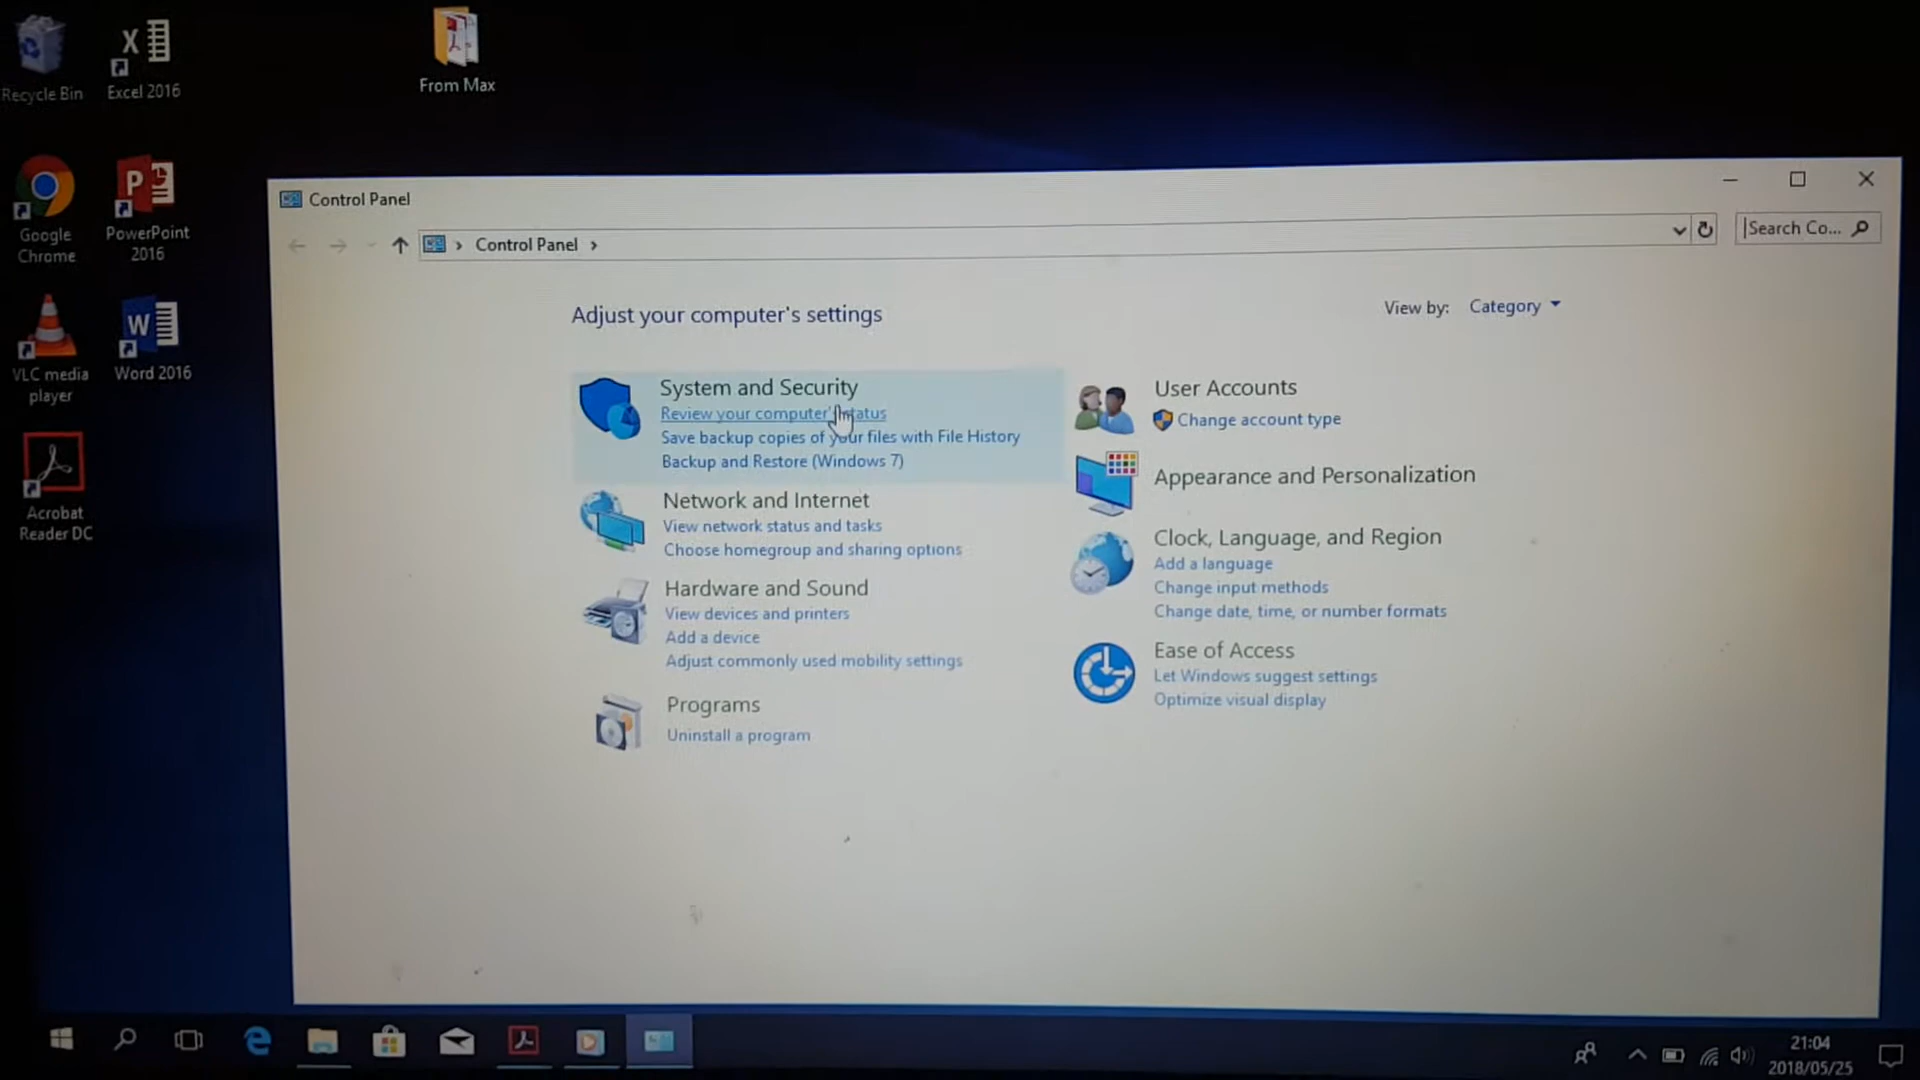 Recycle Bin
Excel 2016
From Max
Google
Chrome
PowerPoint
2016
VLC media
player
Word 2016
Acrobat
Reader DC
Control Panel
Control Panel
Search Co...
Adjust your computer's settings
View by: Category
System and Security
Review your computer's status
Save backup copies of your files with File History
Backup and Restore (Windows 7)
Network and Internet
View network status and tasks
Choose homegroup and sharing options
Hardware and Sound
View devices and printers
Add a device
Adjust commonly used mobility settings
Programs
Uninstall a program
User Accounts
Change account type
Appearance and Personalization
Clock, Language, and Region
Add a language
Change input methods
Change date, time, or number formats
Ease of Access
Let Windows suggest settings
Optimize visual display
21:04
2018/05/25